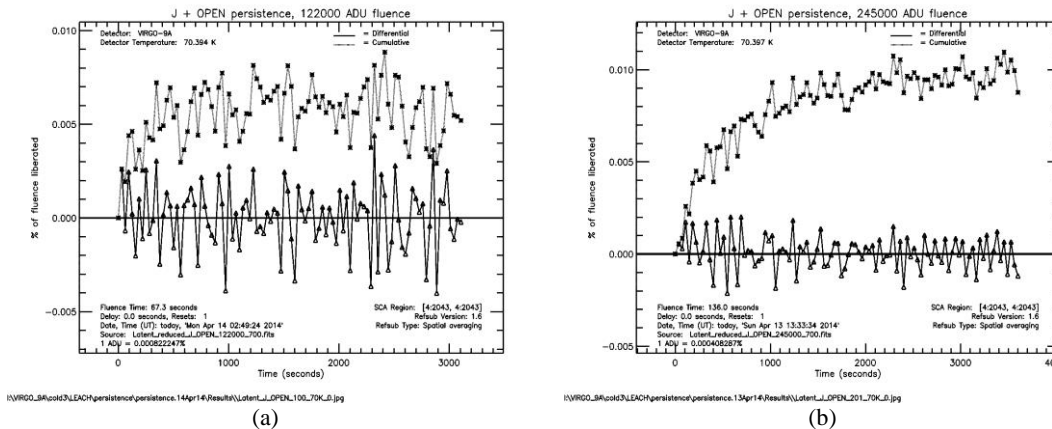 J + OPEN persistence, 122000 ADU fluence
0.010
Detector: VIRGO-9A
Detector Temperature: 70.394 K
= Differential
= Cumulative
0.005
% of fluence liberated
0.000
−0.005
Fluence Time: 67.3 seconds
Delay: 0.0 seconds, Resets: 1
Date, Time (UT): today, 'Mon Apr 14 02:49:24 2014'
Source: Latent_reduced_J_OPEN_122000_700.fits
1 ADU = 0.000822247%
SCA Region: [4:2043, 4:2043]
Refsub Version: 1.6
Refsub Type: Spatial averaging
0 1000 2000 3000
Time (seconds)
I:\VIRGO_9A\cold3\LEACH\persistence\persistence.14Apr14\Results\\Latent_J_OPEN_100_70K_D.jpg
(a)
J + OPEN persistence, 245000 ADU fluence
Detector: VIRGO-9A
Detector Temperature: 70.397 K
= Differential
= Cumulative
0.010
0.005
% of fluence liberated
0.000
−0.005
Fluence Time: 136.0 seconds
Delay: 0.0 seconds, Resets: 1
Date, Time (UT): today, 'Sun Apr 13 13:33:34 2014'
Source: Latent_reduced_J_OPEN_245000_700.fits
1 ADU = 0.000408287%
SCA Region: [4:2043, 4:2043]
Refsub Version: 1.6
Refsub Type: Spatial averaging
0 1000 2000 3000
Time (seconds)
I:\VIRGO_9A\cold3\LEACH\persistence\persistence.13Apr14\Results\\Latent_J_OPEN_201_70K_D.jpg
(b)